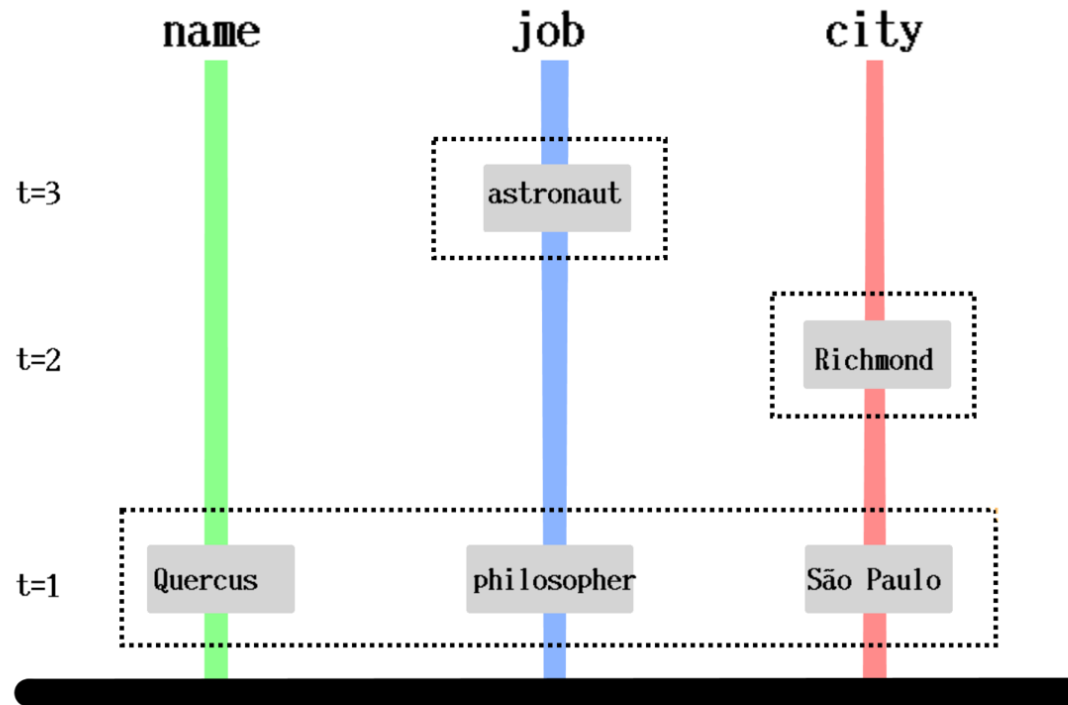 name job city
t=3 astronaut
t=2 Richmond
t=1 Quercus philosopher São Paulo